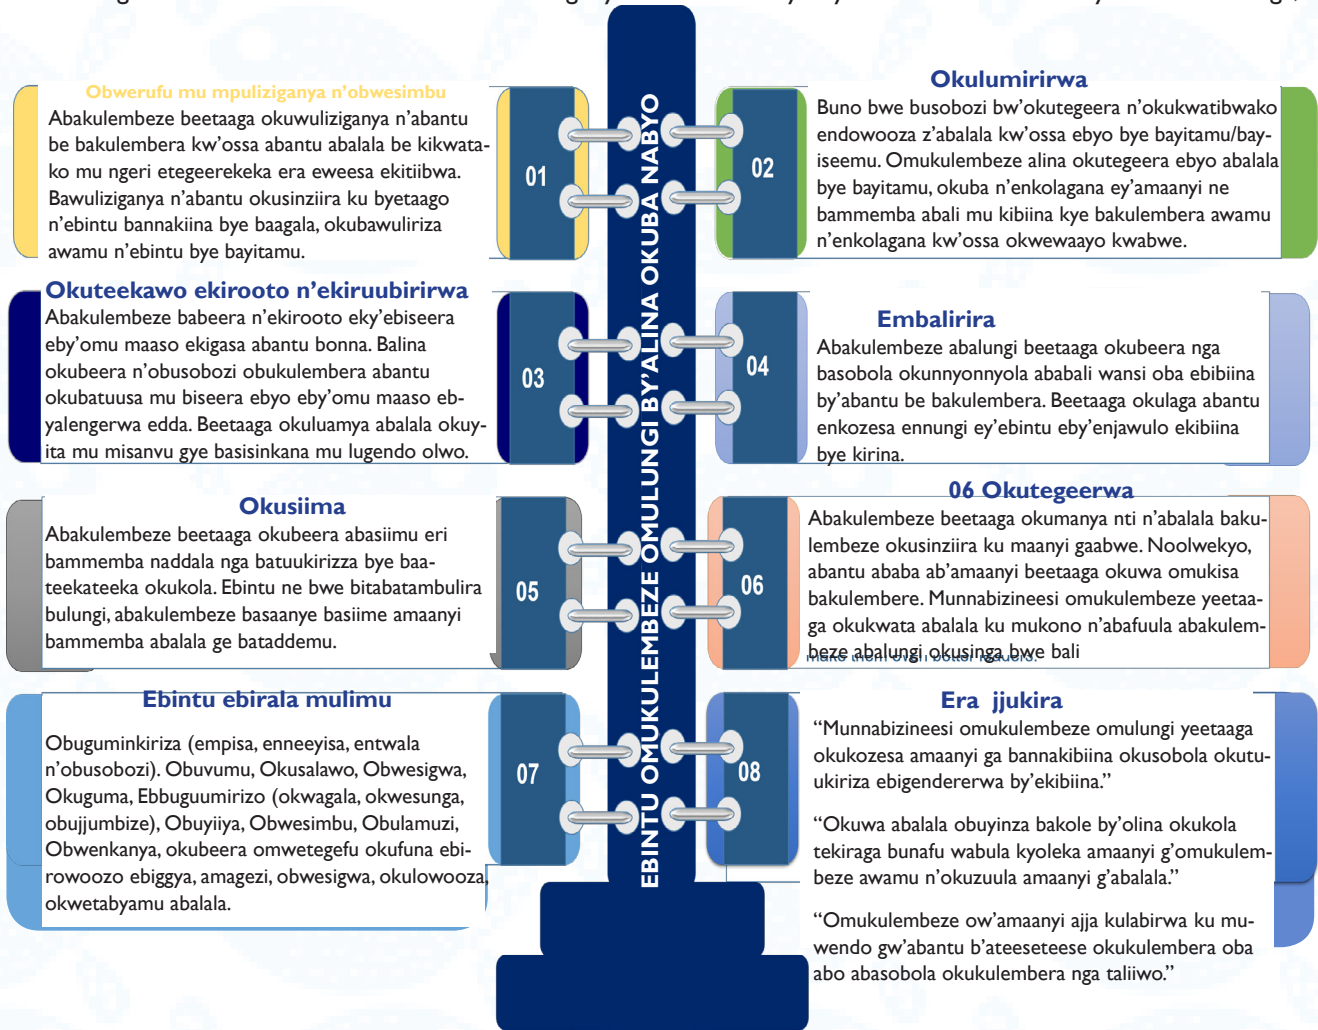 Obwerufu mu mpuliziganya n'obwesimbu
Abakulembeze beetaaga okuwuliziganya n'abantu
be bakulembera kw'ossa abantu abalala be kikwata-
ko mu ngeri etegeerekeka era eweesa ekitiibwa.
Bawuliziganya n'abantu okusinziira ku byetaago
n'ebintu bannakiina bye baagala, okubawuliriza
awamu n'ebintu bye bayitamu.
01
Okulumirirwa
Buno bwe busobozi bw'okutegeera n'okukwatibwako
endowooza z'abalala kw'ossa ebyo bye bayitamu/bay-
iseemu. Omukulembeze alina okutegeera ebyo abalala
bye bayitamu, okuba n'enkolagana ey'amaanyi ne
bammemba abali mu kibiina kye bakulembera awamu
n'enkolagana kw'ossa okwewaayo kwabwe.
02
Okuteekawo ekirooto n'ekiruubirirwa
Abakulembeze babeera n'ekirooto eky'ebiseera
eby'omu maaso ekigasa abantu bonna. Balina
okubeera n'obusobozi obukulembera abantu
okubatuusa mu biseera ebyo eby'omu maaso eb-
yalengerwa edda. Beetaaga okuluamya abalala okuy-
ita mu misanvu gye basisinkana mu lugendo olwo.
03
Embalirira
Abakulembeze abalungi beetaaga okubeera nga
basobola okunnyonnyola ababali wansi oba ebibiina
by'abantu be bakulembera. Beetaaga okulaga abantu
enkozesa ennungi ey'ebintu eby'enjawulo ekibiina
bye kirina.
04
Okusiima
Abakulembeze beetaaga okubeera abasiimu eri
bammemba naddala nga batuukirizza bye baa-
teekateeka okukola. Ebintu ne bwe bitabatambulira
bulungi, abakulembeze basaanye basiime amaanyi
bammemba abalala ge bataddemu.
05
06 Okutegeerwa
Abakulembeze beetaaga okumanya nti n'abalala baku-
lembeze okusinziira ku maanyi gaabwe. Noolwekyo,
abantu ababa ab'amaanyi beetaaga okuwa omukisa
bakulembere. Munnabizineesi omukulembeze yeetaa-
ga okukwata abalala ku mukono n'abafuula abakulem-
beze abalungi okusinga bwe bali
06
Ebintu ebirala mulimu
Obuguminkiriza (empisa, enneeyisa, entwala
n'obusobozi). Obuvumu, Okusalawo, Obwesigwa,
Okuguma, Ebbuguumirizo (okwagala, okwesunga,
obujjumbize), Obuyiiya, Obwesimbu, Obulamuzi,
Obwenkanya, okubeera omwetegefu okufuna ebi-
rowoozo ebiggya, amagezi, obwesigwa, okulowooza,
okwetabyamu abalala.
07
Era jjukira
"Munnabizineesi omukulembeze omulungi yeetaaga
okukozesa amaanyi ga bannakibiina okusobola okutu-
ukiriza ebigendererwa by'ekibiina."
"Okuwa abalala obuyinza bakole by'olina okukola
tekiraga bunafu wabula kyoleka amaanyi g'omukulem-
beze awamu n'okuzuula amaanyi g'abalala."
"Omukulembeze ow'amaanyi ajja kulabirwa ku mu-
wendo gw'abantu b'ateeseteese okukulembera oba
abo abasobola okukulembera nga taliiwo."
08
EBINTU OMUKULEMBEZE OMULUNGI BY'ALINA OKUBA NABYO